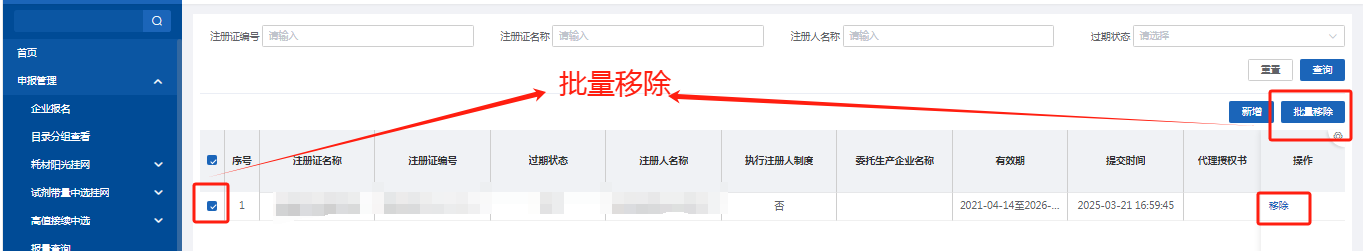 首页
申报管理
企业报名
目录分组查看
耗材阳光挂网
试剂带量中选挂网
高值接续中选
报量查询
注册证编号 请输入 注册证名称 请输入 注册人名称 请输入 过期状态 请选择
重置 查询
批量移除
新增 批量移除
序号 注册证名称 注册证编号 过期状态 注册人名称 执行注册人制度 委托生产企业名称 有效期 提交时间 代理授权书 操作
1 否 2021-04-14至2026-... 2025-03-21 16:59:45 移除